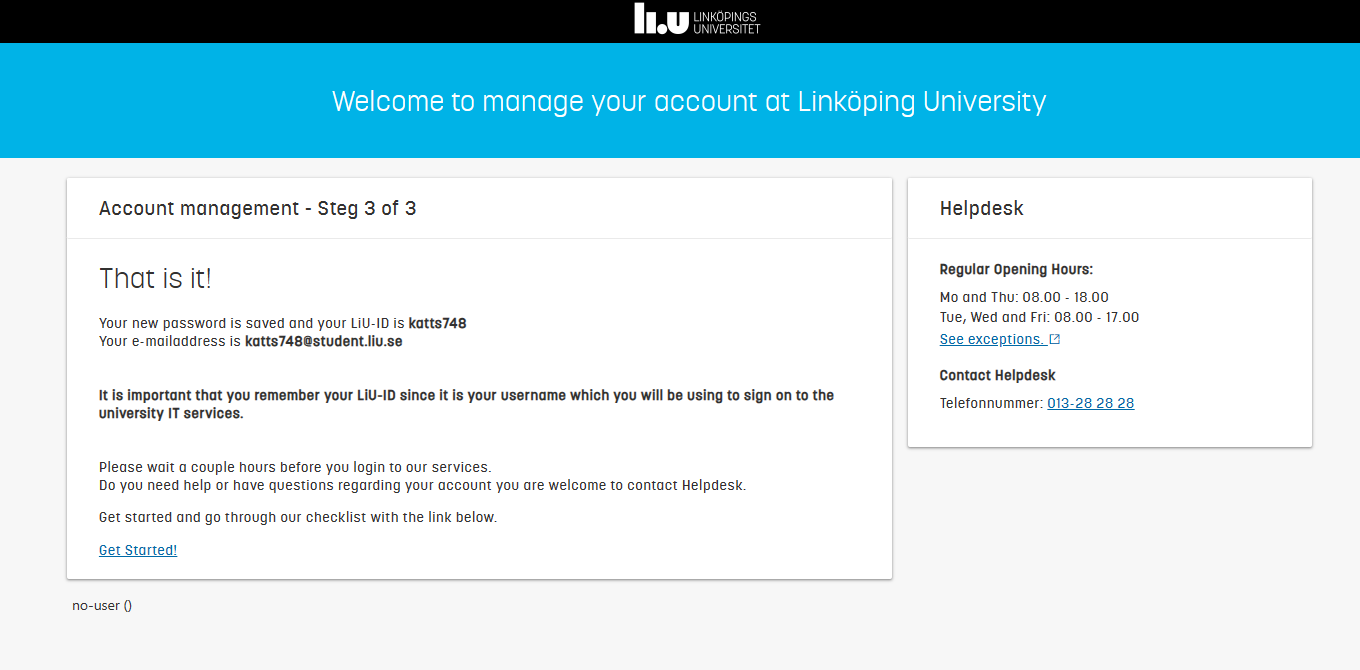 li.u LINKÖPINGS
UNIVERSITET
Welcome to manage your account at Linköping University
Account management - Steg 3 of 3
That is it!
Your new password is saved and your LiU-ID is katts748
Your e-mailaddress is katts748@student.liu.se
It is important that you remember your LiU-ID since it is your username which you will be using to sign on to the
university IT services.
Please wait a couple hours before you login to our services.
Do you need help or have questions regarding your account you are welcome to contact Helpdesk.
Get started and go through our checklist with the link below.
Get Started!
Helpdesk
Regular Opening Hours:
Mo and Thu: 08.00 - 18.00
Tue, Wed and Fri: 08.00 - 17.00
See exceptions.
Contact Helpdesk
Telefonnummer: 013-28 28 28
no-user ()